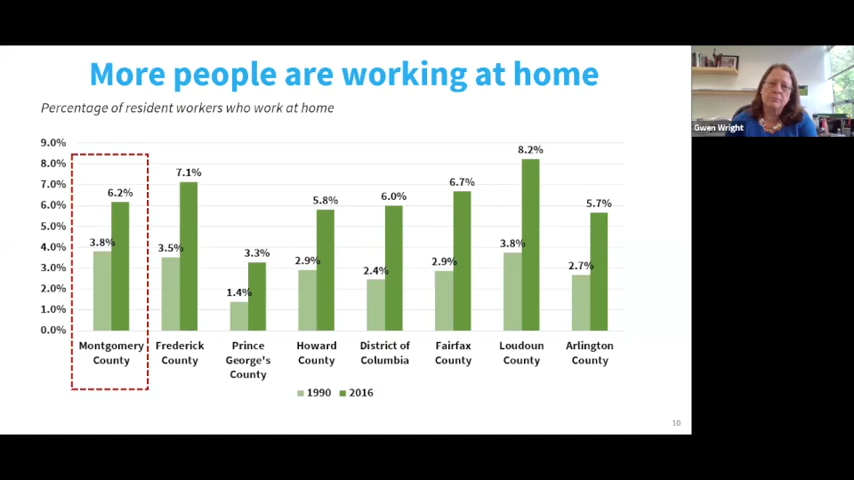 More people are working at home
Percentage of resident workers who work at home
Gwen Wright
9.0%
8.0%
7.0%
6.0%
5.0%
4.0%
3.0%
2.0%
1.0%
0.0%
3.8%
6.2%
3.5%
7.1%
1.4%
3.3%
2.9%
5.8%
2.4%
6.0%
2.9%
6.7%
3.8%
8.2%
2.7%
5.7%
Montgomery
County
Frederick
County
Prince
George's
County
Howard
County
District of
Columbia
Fairfax
County
Loudoun
County
Arlington
County
1990 2016
10